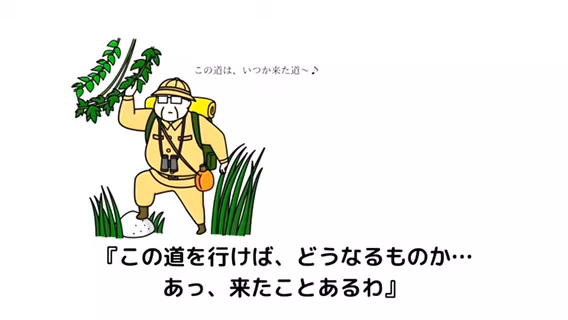 この道は、いつか来た道～♪
『この道を行けば、どうなるものか…
あっ、来たことあるわ』